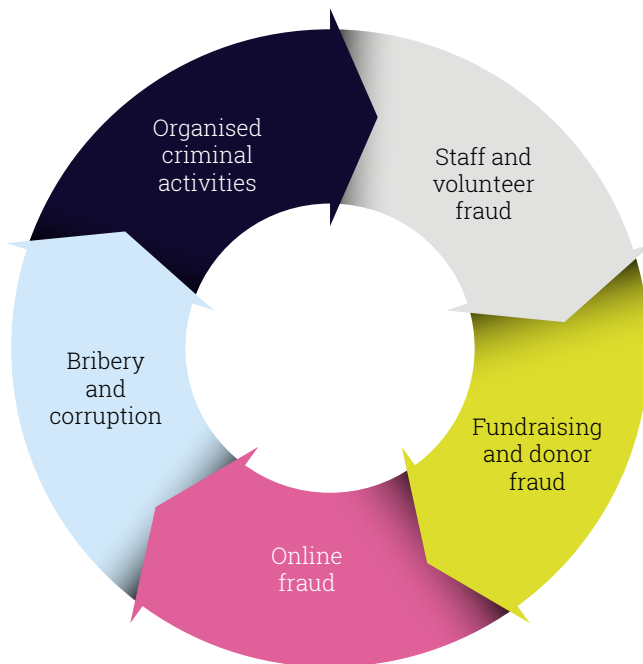 Organised
criminal
activities
Staff and
volunteer
fraud
Fundraising
and donor
fraud
Online
fraud
Bribery
and
corruption